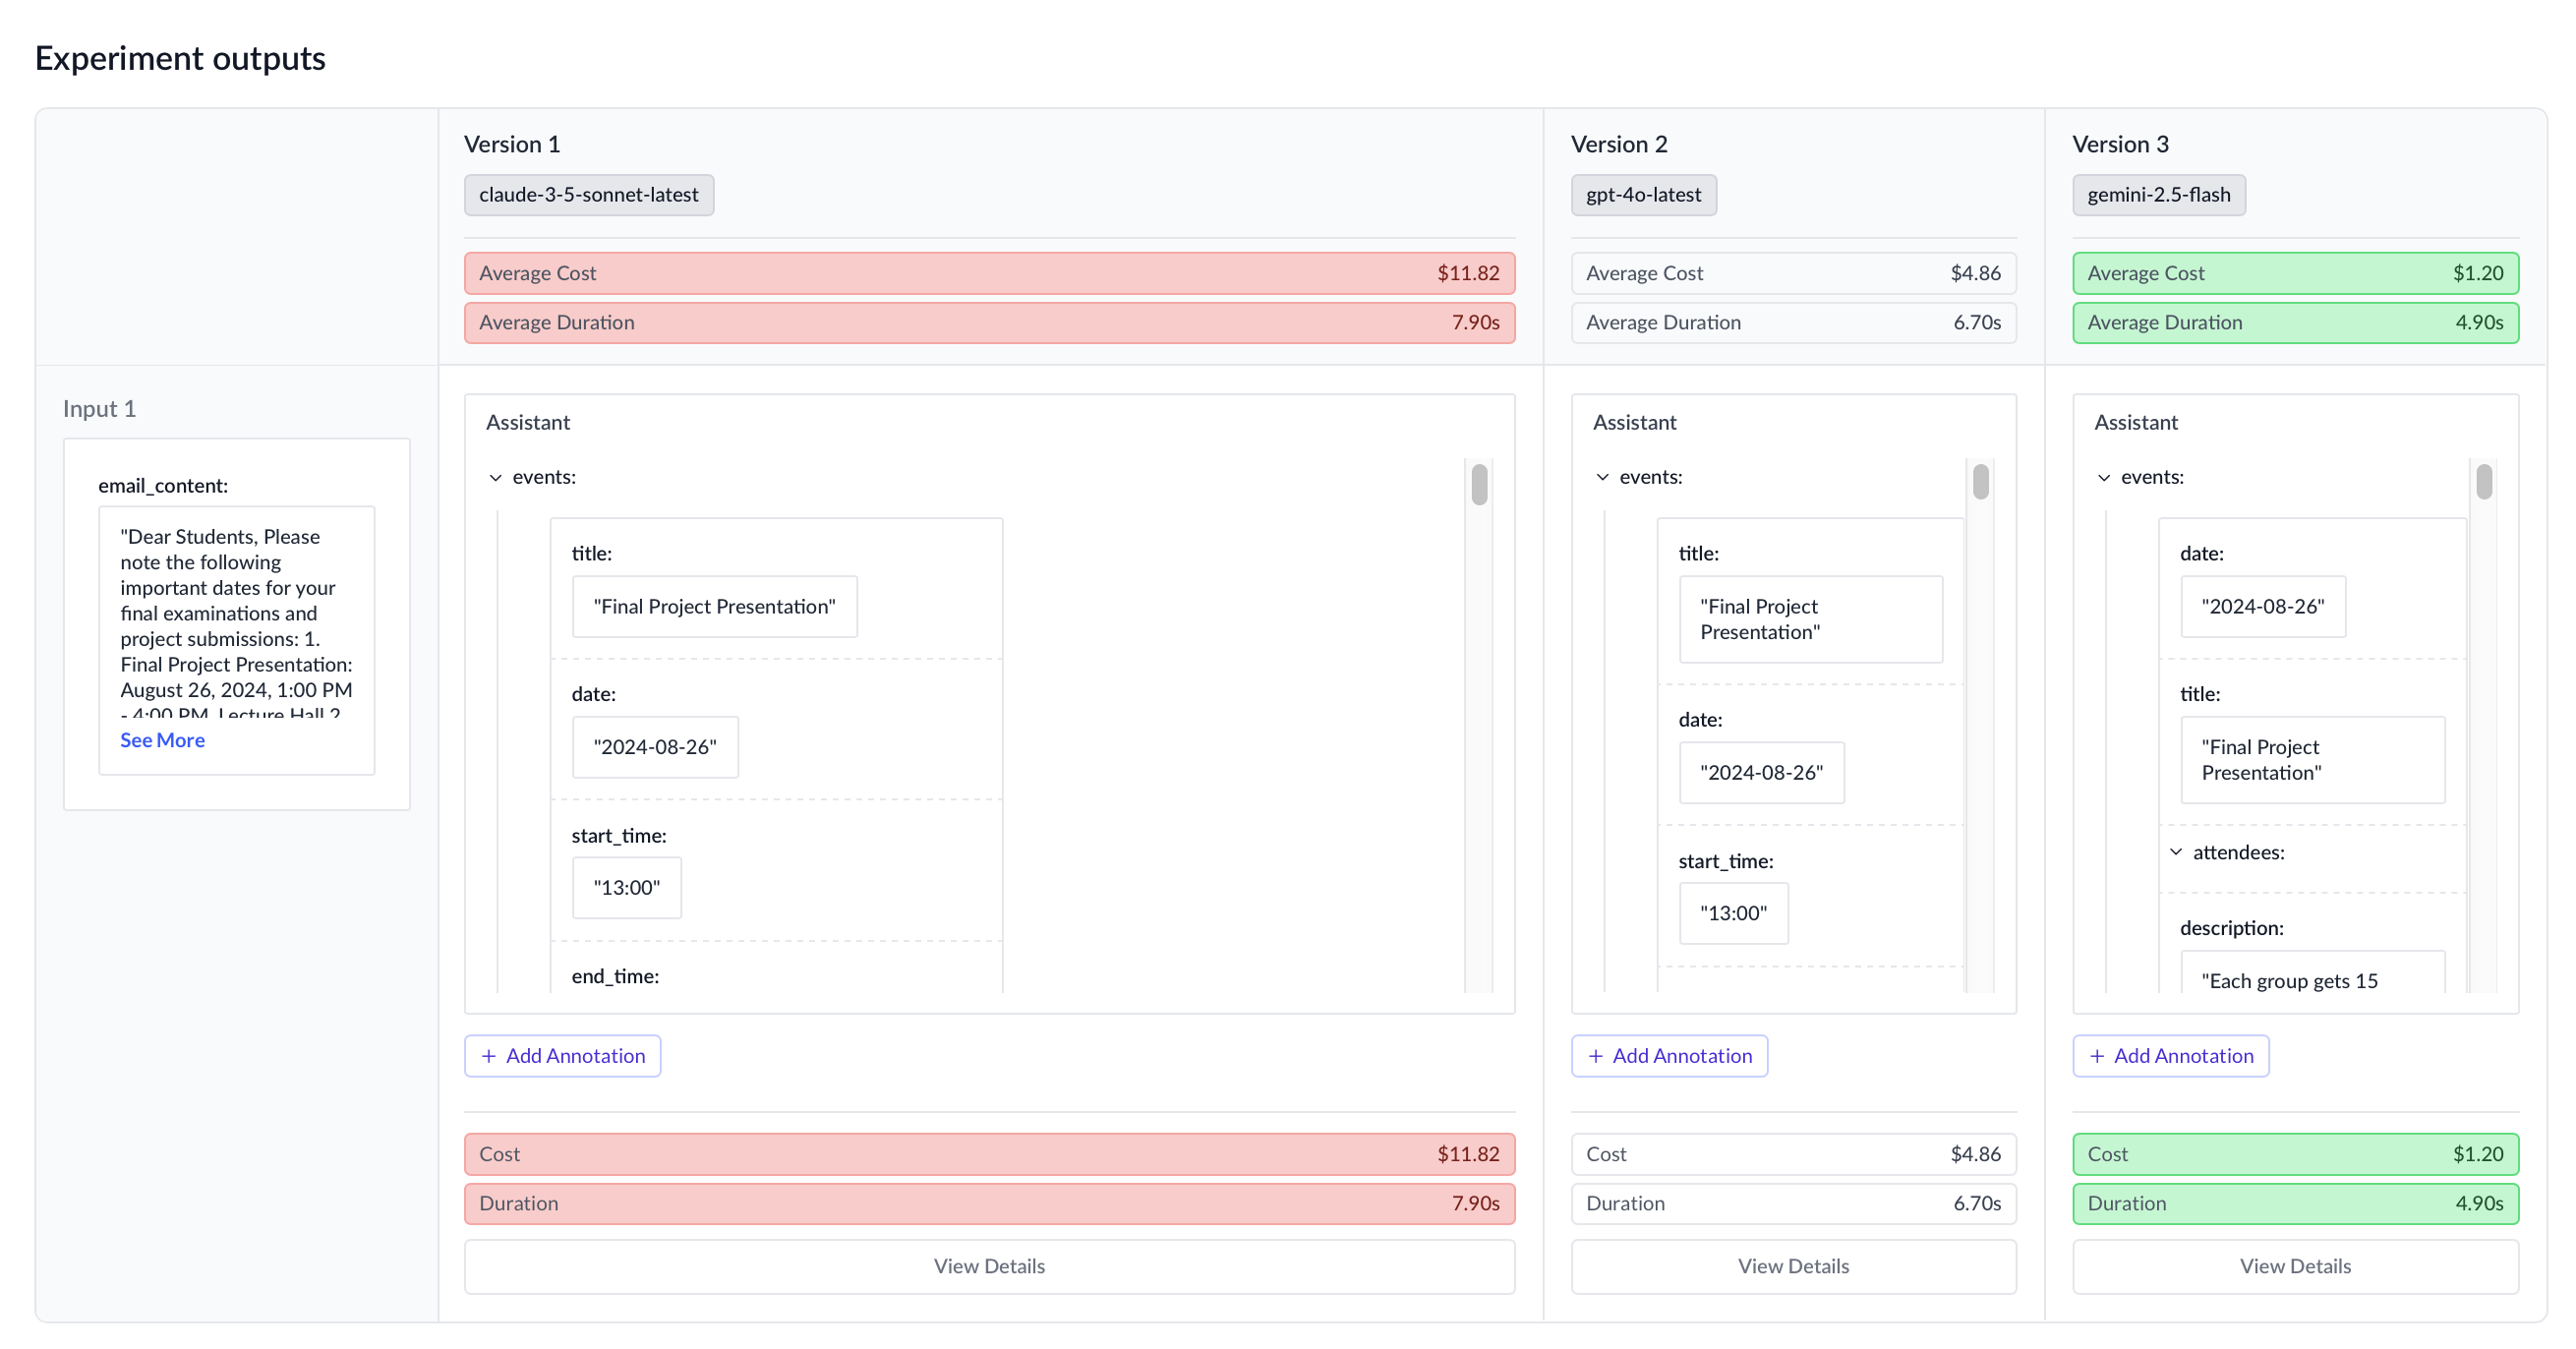 Experiment outputs
Version 1
claude-3-5-sonnet-latest
Average Cost $11.82
Average Duration 7.90s
Version 2
gpt-4o-latest
Average Cost $4.86
Average Duration 6.70s
Version 3
gemini-2.5-flash
Average Cost $1.20
Average Duration 4.90s
Input 1
email_content:
"Dear Students, Please
note the following
important dates for your
final examinations and
project submissions: 1.
Final Project Presentation:
August 26, 2024, 1:00 PM
- 4:00 PM, Lecture Hall 2
See More
Assistant
events:
title:
"Final Project Presentation"
date:
"2024-08-26"
start_time:
"13:00"
end_time:
+ Add Annotation
Cost $11.82
Duration 7.90s
View Details
Assistant
events:
title:
"Final Project
Presentation"
date:
"2024-08-26"
start_time:
"13:00"
+ Add Annotation
Cost $4.86
Duration 6.70s
View Details
Assistant
events:
date:
"2024-08-26"
title:
"Final Project
Presentation"
attendees:
description:
"Each group gets 15
+ Add Annotation
Cost $1.20
Duration 4.90s
View Details